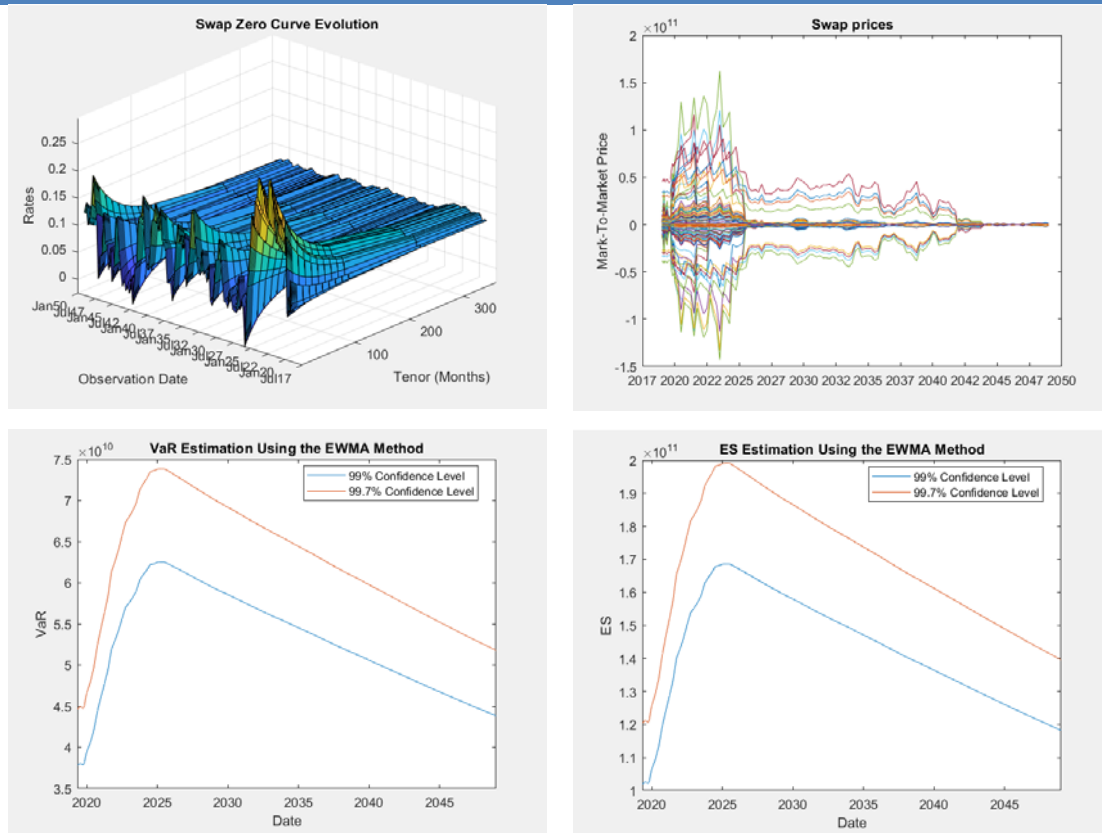 Swap Zero Curve Evolution
0.25
0.2
0.15
0.1
0.05
0
Rates
Jan50
Jul47
Jan45
Jul42
Jan40
Jul37
Jan35
Jul32
Jan30
Jul27
Jan25
Jul22
Jan20
Jul17
Observation Date
100
200
300
Tenor (Months)
Swap prices
×10^11
2
1.5
1
0.5
0
-0.5
-1
-1.5
Mark-To-Market Price
2017 2020 2022 2025 2027 2030 2032 2035 2037 2040 2042 2045 2047 2050
VaR Estimation Using the EWMA Method
×10^10
7.5
7
6.5
6
5.5
5
4.5
4
3.5
VaR
99% Confidence Level
99.7% Confidence Level
2020 2025 2030 2035 2040 2045
Date
ES Estimation Using the EWMA Method
×10^11
2
1.9
1.8
1.7
1.6
1.5
1.4
1.3
1.2
1.1
1
ES
99% Confidence Level
99.7% Confidence Level
2020 2025 2030 2035 2040 2045
Date